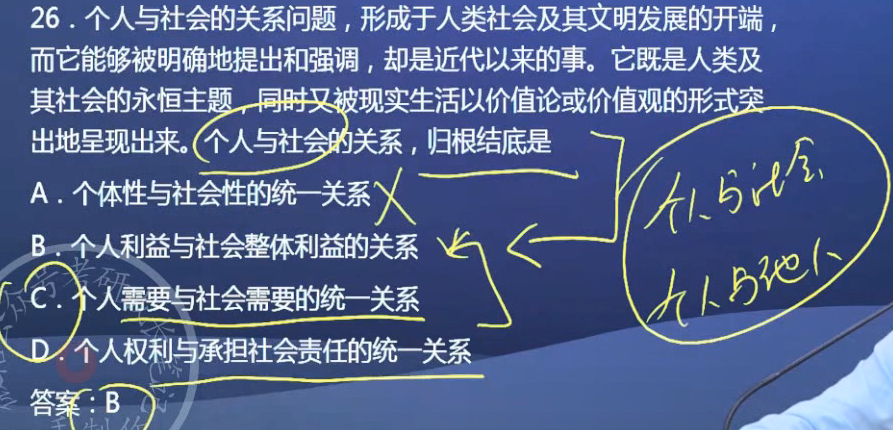 26．个人与社会的关系问题，形成于人类社会及其文明发展的开端，
而它能够被明确地提出和强调，却是近代以来的事。它既是人类及
其社会的永恒主题，同时又被现实生活以价值论或价值观的形式突
出地呈现出来。个人与社会的关系，归根结底是
A．个体性与社会性的统一关系
B．个人利益与社会整体利益的关系
C．个人需要与社会需要的统一关系
D．个人权利与承担社会责任的统一关系
答案：B
个人与社会
个人与他人